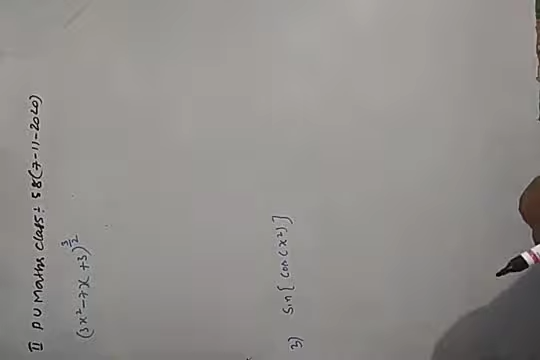 II PU Maths class: 58(7-11-2020)
(3x²-7x+3)^{3/2}
3) Sin[cos(x²)]